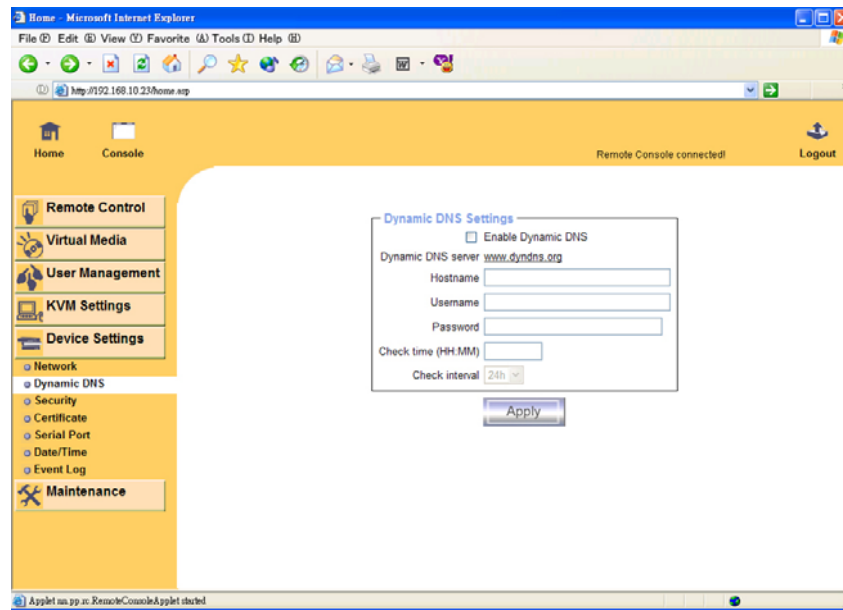 Home - Microsoft Internet Explorer
File (F) Edit (E) View (Y) Favorite (A) Tools (T) Help (H)
http://192.168.10.23/home.asp
Home Console Remote Console connected! Logout
Remote Control
Virtual Media
User Management
KVM Settings
Device Settings
Network
Dynamic DNS
Security
Certificate
Serial Port
Date/Time
Event Log
Maintenance
Dynamic DNS Settings
Enable Dynamic DNS
Dynamic DNS server www.dyndns.org
Hostname
Username
Password
Check time (HH:MM)
Check interval 24h
Apply
Applet nn.pp.rc.RemoteConsoleApplet started